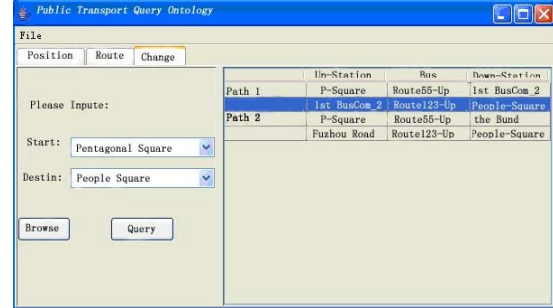 Public Transport Query Ontology
File
Position Route Change
Up-Station Bus Down-Station
Path 1 P-Square Route55-Up 1st BusCom_2
1st BusCom_2 Route123-Up People-Square
Path 2 P-Square Route55-Up the Bund
Fuzhou Road Route123-Up People-Square
Please Inpute:
Start: Pentagonal Square
Destin: People Square
Browse Query